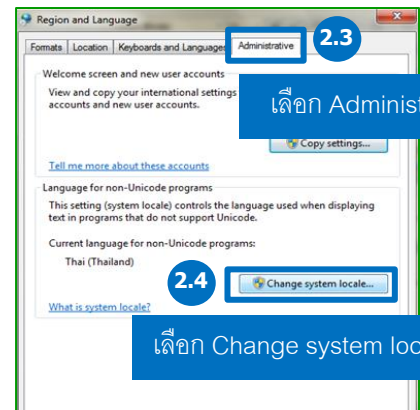 Region and Language
Formats Location Keyboards and Languages Administrative
2.3
Welcome screen and new user accounts
View and copy your international settings
accounts and new user accounts.
เลือก Administ
Copy settings...
Tell me more about these accounts
Language for non-Unicode programs
This setting (system locale) controls the language used when displaying
text in programs that do not support Unicode.
Current language for non-Unicode programs:
Thai (Thailand)
2.4
Change system locale...
What is system locale?
เลือก Change system loc